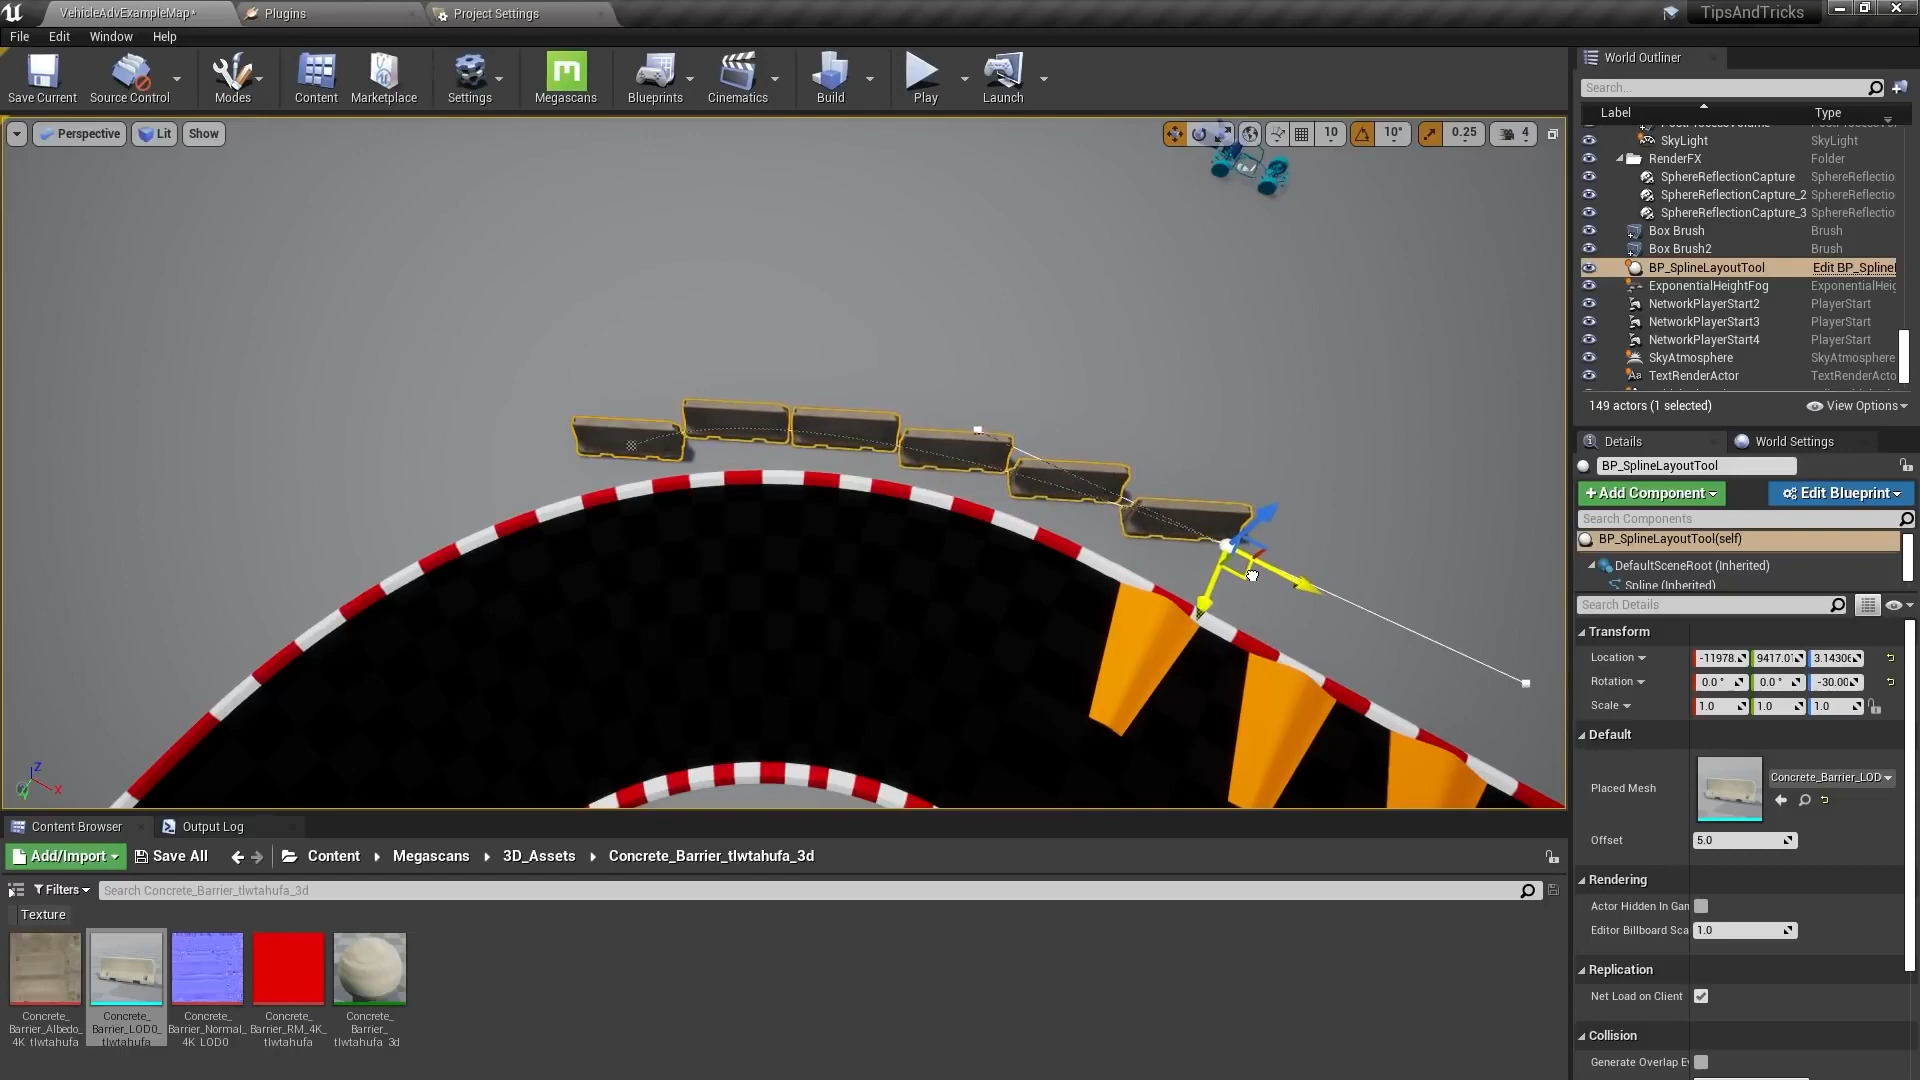 VehicleAdvExampleMap*
Plugins
Project Settings
TipsAndTricks
File
Edit
Window
Help
Save Current
Source Control
Modes
Content
Marketplace
Settings
Megascans
Blueprints
Cinematics
Build
Play
Launch
Perspective
Lit
Show
10
10°
0.25
4
World Outliner
Search...
Label
Type
SkyLight
SkyLight
RenderFX
Folder
SphereReflectionCapture
SphereReflectio
SphereReflectionCapture_2
SphereReflectio
SphereReflectionCapture_3
SphereReflectio
Box Brush
Brush
Box Brush2
Brush
BP_SplineLayoutTool
Edit BP_Splinel
ExponentialHeightFog
ExponentialHeig
NetworkPlayerStart2
PlayerStart
NetworkPlayerStart3
PlayerStart
NetworkPlayerStart4
PlayerStart
SkyAtmosphere
SkyAtmosphere
TextRenderActor
TextRenderActo
149 actors (1 selected)
View Options
Details
World Settings
BP_SplineLayoutTool
+ Add Component
Edit Blueprint
Search Components
BP_SplineLayoutTool(self)
DefaultSceneRoot (Inherited)
Spline (Inherited)
Search Details
Transform
Location
-11978.
9417.01
3.14306
Rotation
0.0 °
0.0 °
-30.00
Scale
1.0
1.0
1.0
Default
Placed Mesh
Concrete_Barrier_LOD
Offset
5.0
Rendering
Actor Hidden In Gan
Editor Billboard Sca
1.0
Replication
Net Load on Client
Collision
Generate Overlap E
Z
X
Y
Content Browser
Output Log
Add/Import
Save All
Content
Megascans
3D_Assets
Concrete_Barrier_tlwtahufa_3d
Filters
Search Concrete_Barrier_tlwtahufa_3d
Texture
Concrete_
Barrier_Albedo_
4K_tlwtahufa
Concrete_
Barrier_LOD0_
tlwtahufa
Concrete_
Barrier_Normal_
4K_LOD0
Concrete_
Barrier_RM_4K_
tlwtahufa
Concrete_
Barrier_
tlwtahufa_3d